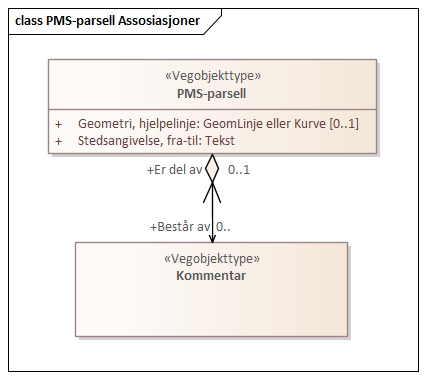 class PMS-parsell Assosiasjoner
«Vegobjekttype»
PMS-parsell
+ Geometri, hjelpelinje: GeomLinje eller Kurve [0..1]
+ Stedsangivelse, fra-til: Tekst
+Er del av 0..1
+Består av 0..
«Vegobjekttype»
Kommentar